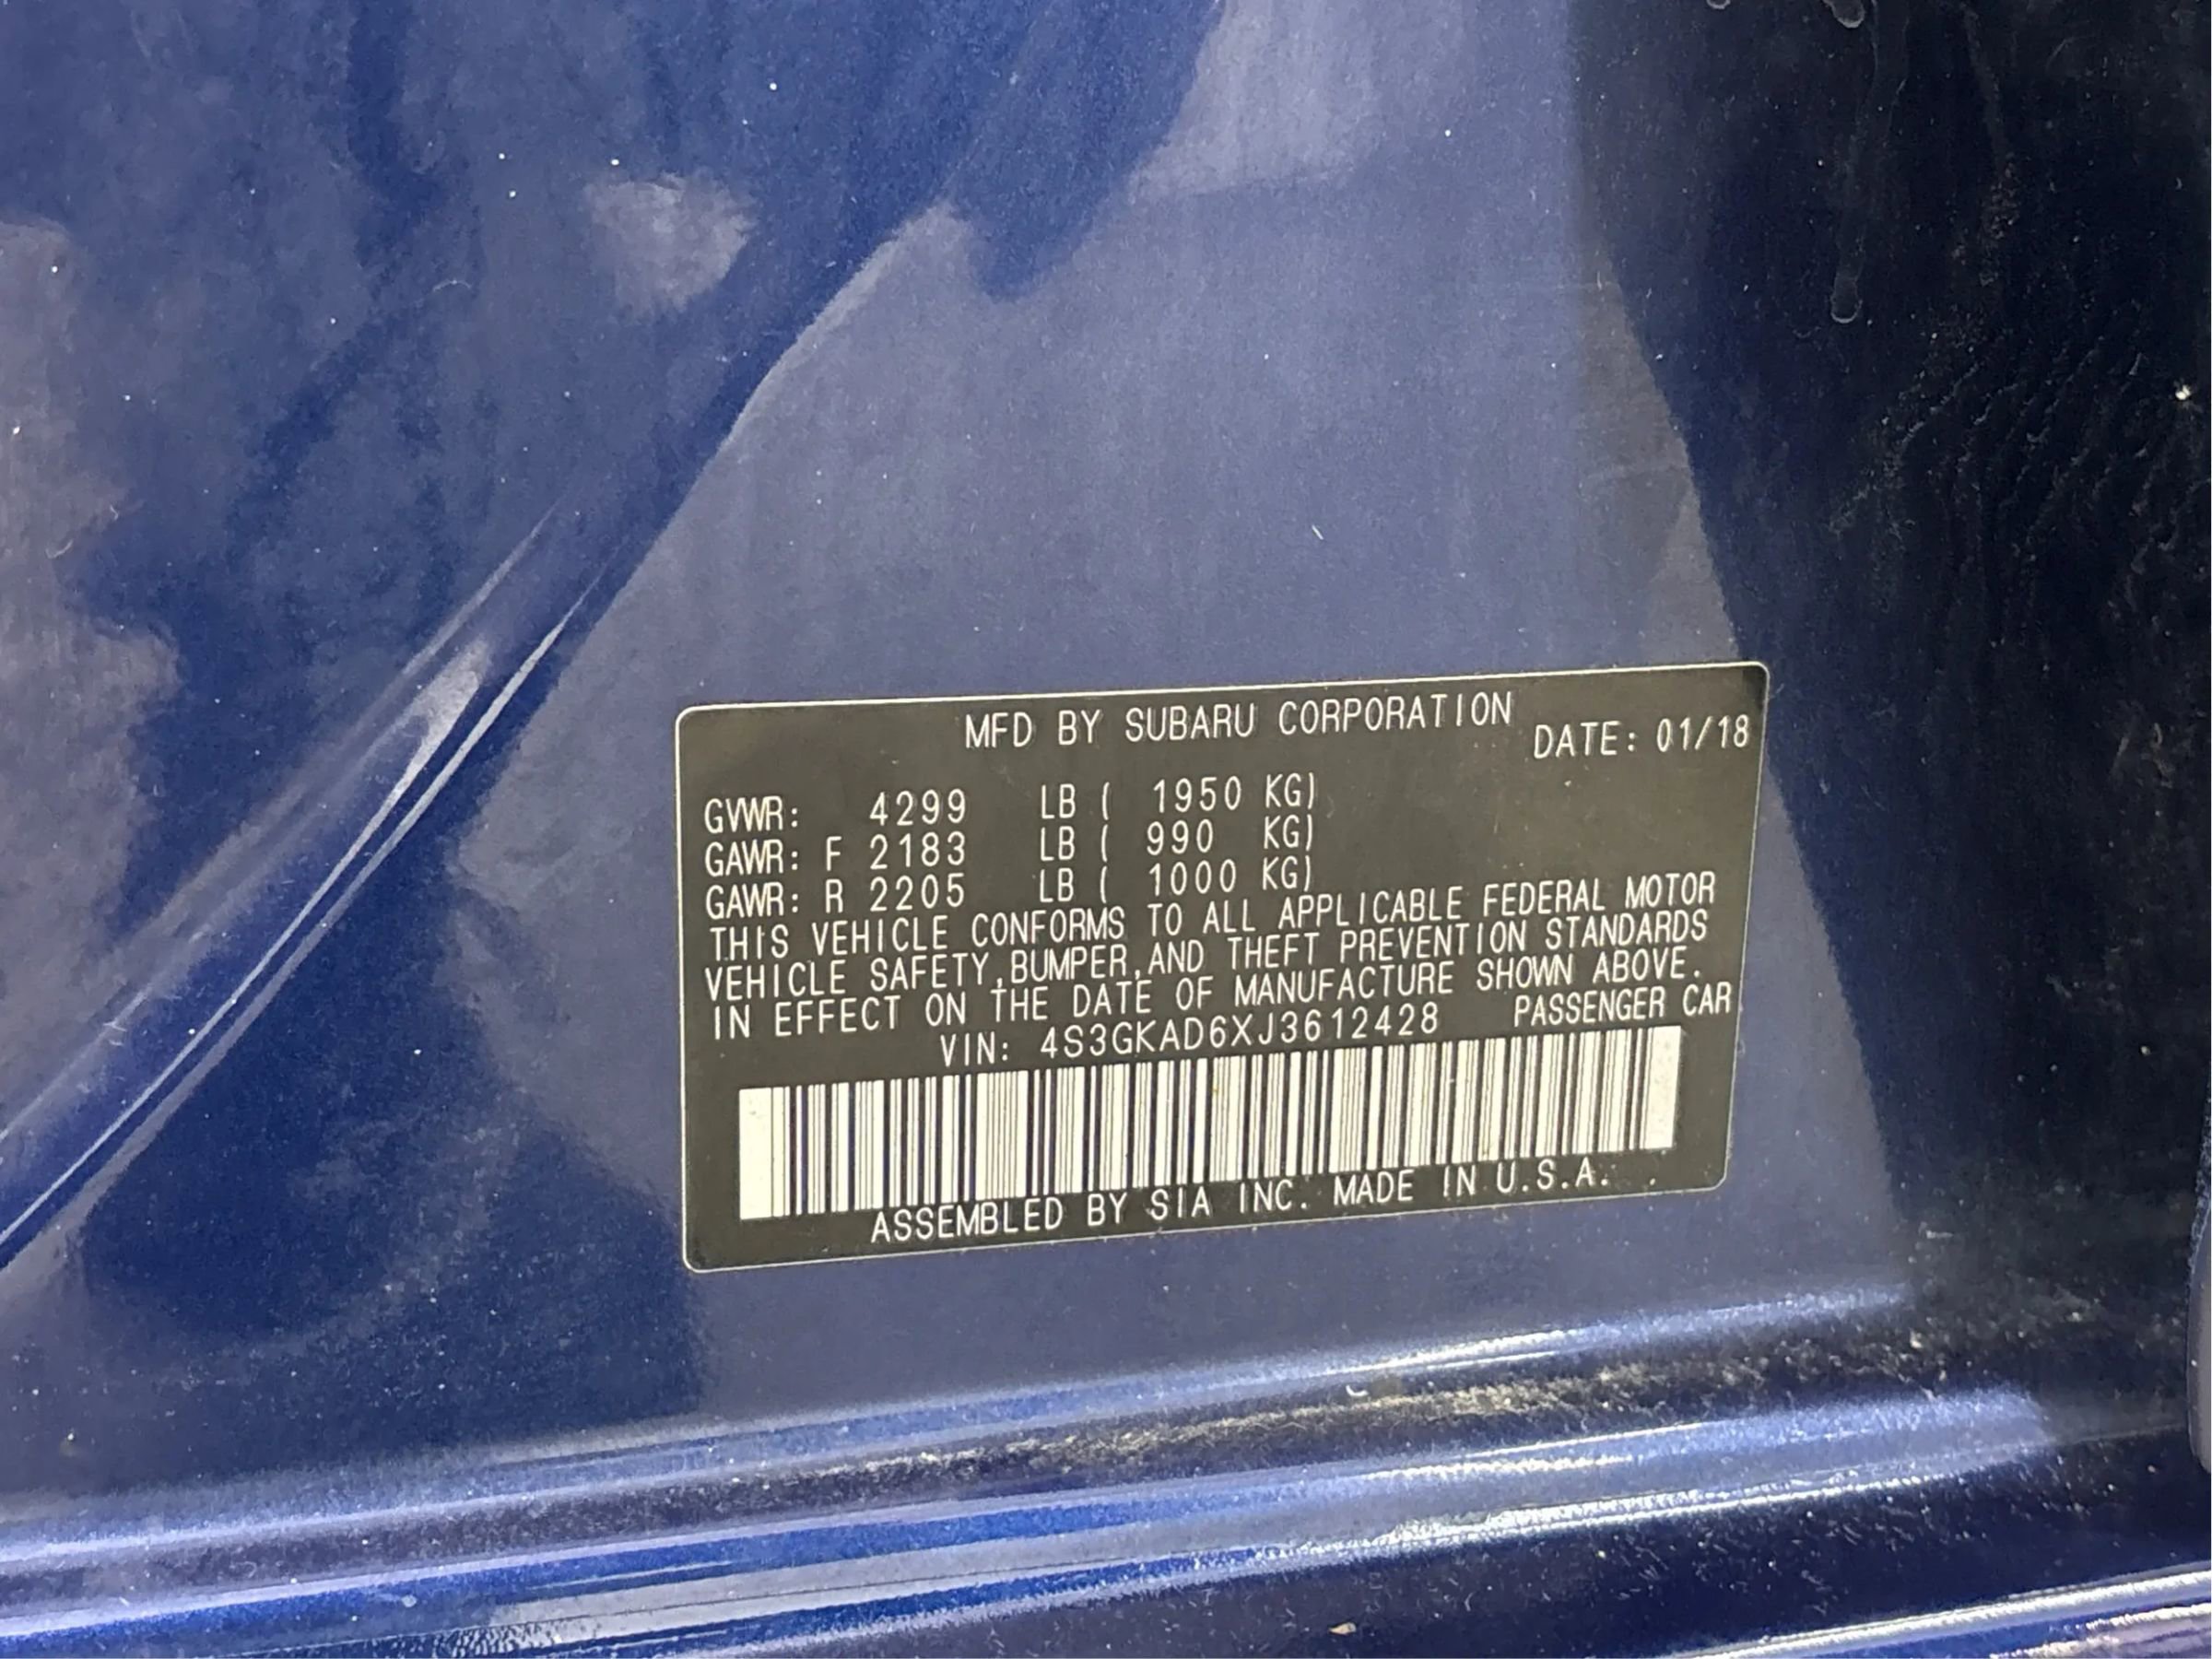 MFD BY SUBARU CORPORATION DATE: 01/18
GVWR: 4299 LB ( 1950 KG)
GAWR: F 2183 LB ( 990 KG)
GAWR: R 2205 LB ( 1000 KG)
THIS VEHICLE CONFORMS TO ALL APPLICABLE FEDERAL MOTOR
VEHICLE SAFETY,BUMPER,AND THEFT PREVENTION STANDARDS
IN EFFECT ON THE DATE OF MANUFACTURE SHOWN ABOVE.
VIN: 4S3GKAD6XJ3612428 PASSENGER CAR
ASSEMBLED BY SIA INC. MADE IN U.S.A.